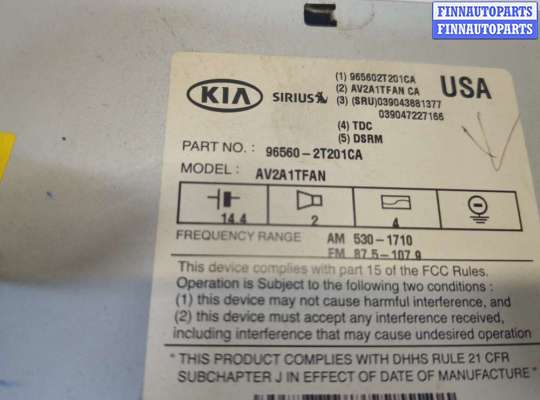 FINNAUTOPARTS
FINNAUTOPARTS
KIA
SIRIUS
(1) 965602T201CA
(2) AV2A1TFAN CA
(3) (SRU)039043881377
039047227166
(4) TDC
(5) DSRM
USA
PART NO. : 96560-2T201CA
MODEL : AV2A1TFAN
14.4
2
4
FREQUENCY RANGE AM 530-1710
FM 87.5-107.9
This device complies with part 15 of the FCC Rules.
Operation is Subject to the following two conditions :
(1) this device may not cause harmful interference, and
(2) this device must accept any interference received,
including interference that may cause undesired operation
" THIS PRODUCT COMPLIES WITH DHHS RULE 21 CFR
SUBCHAPTER J IN EFFECT OF DATE OF MANUFACTURE."